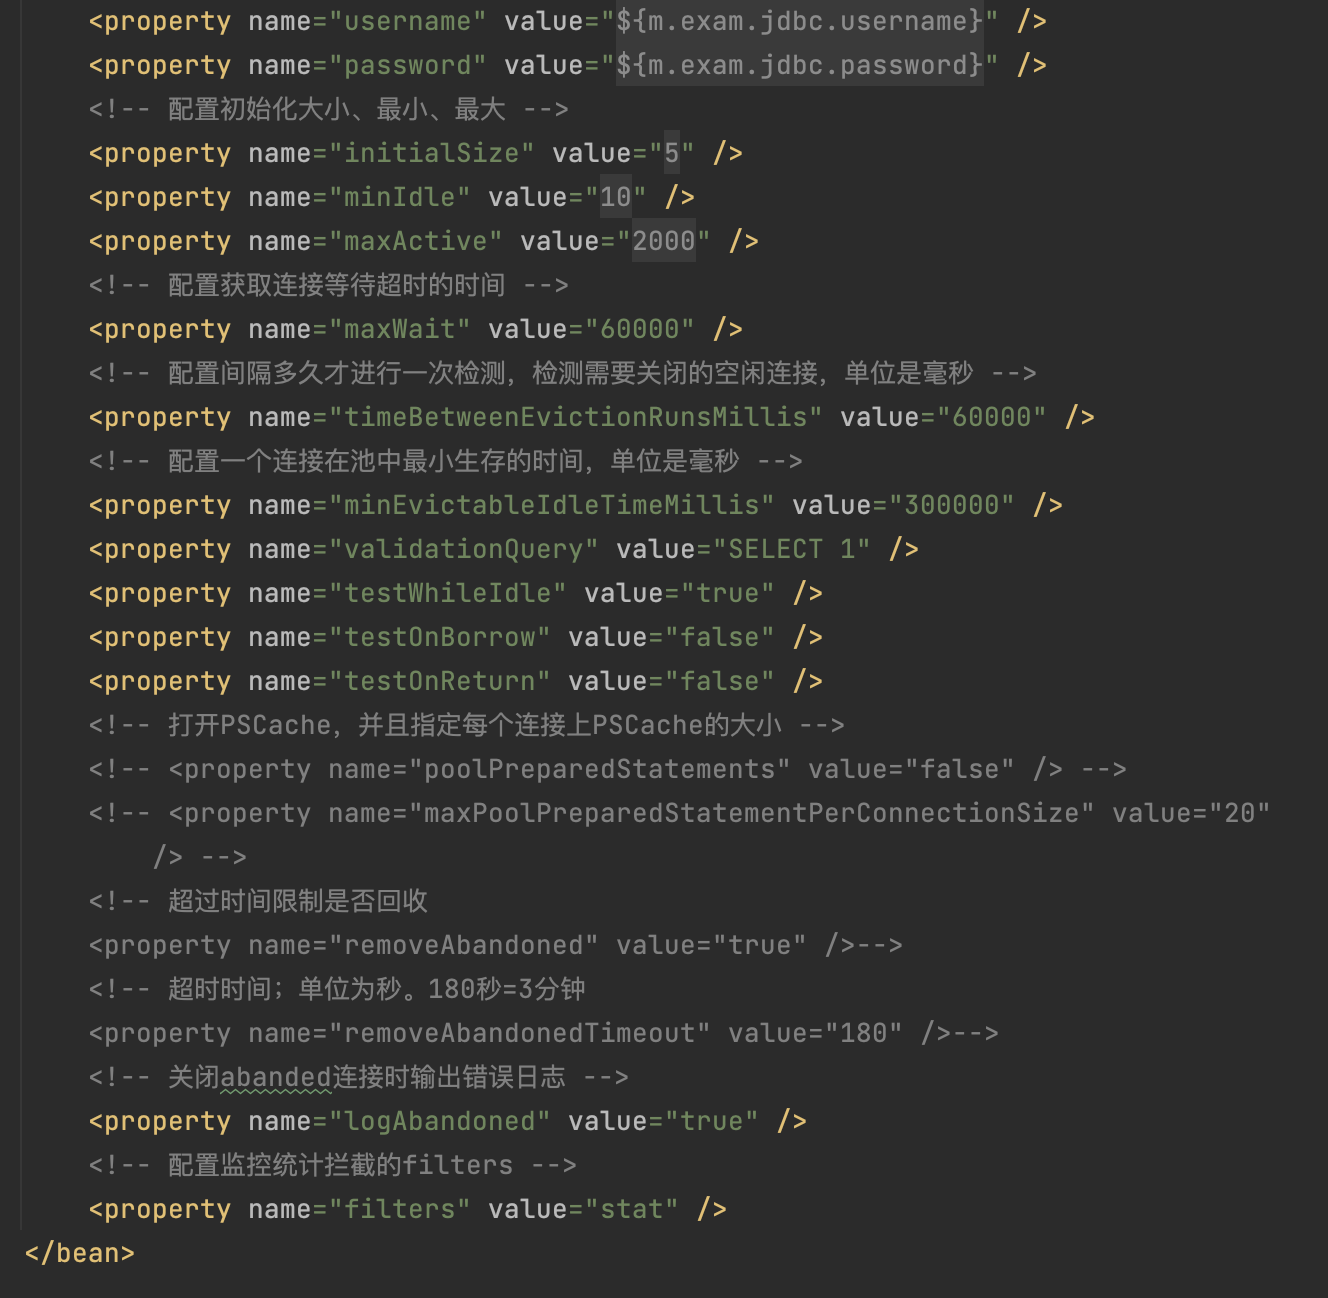 <property name="username" value="${m.exam.jdbc.username}" />
<property name="password" value="${m.exam.jdbc.password}" />
<!-- 配置初始化大小、最小、最大 -->
<property name="initialSize" value="5" />
<property name="minIdle" value="10" />
<property name="maxActive" value="2000" />
<!-- 配置获取连接等待超时的时间 -->
<property name="maxWait" value="60000" />
<!-- 配置间隔多久才进行一次检测，检测需要关闭的空闲连接，单位是毫秒 -->
<property name="timeBetweenEvictionRunsMillis" value="60000" />
<!-- 配置一个连接在池中最小生存的时间，单位是毫秒 -->
<property name="minEvictableIdleTimeMillis" value="300000" />
<property name="validationQuery" value="SELECT 1" />
<property name="testWhileIdle" value="true" />
<property name="testOnBorrow" value="false" />
<property name="testOnReturn" value="false" />
<!-- 打开PSCache，并且指定每个连接上PSCache的大小 -->
<!-- <property name="poolPreparedStatements" value="false" /> -->
<!-- <property name="maxPoolPreparedStatementPerConnectionSize" value="20"
/> -->
<!-- 超过时间限制是否回收
<property name="removeAbandoned" value="true" />-->
<!-- 超时时间；单位为秒。180秒=3分钟
<property name="removeAbandonedTimeout" value="180" />-->
<!-- 关闭abanded连接时输出错误日志 -->
<property name="logAbandoned" value="true" />
<!-- 配置监控统计拦截的filters -->
<property name="filters" value="stat" />
</bean>